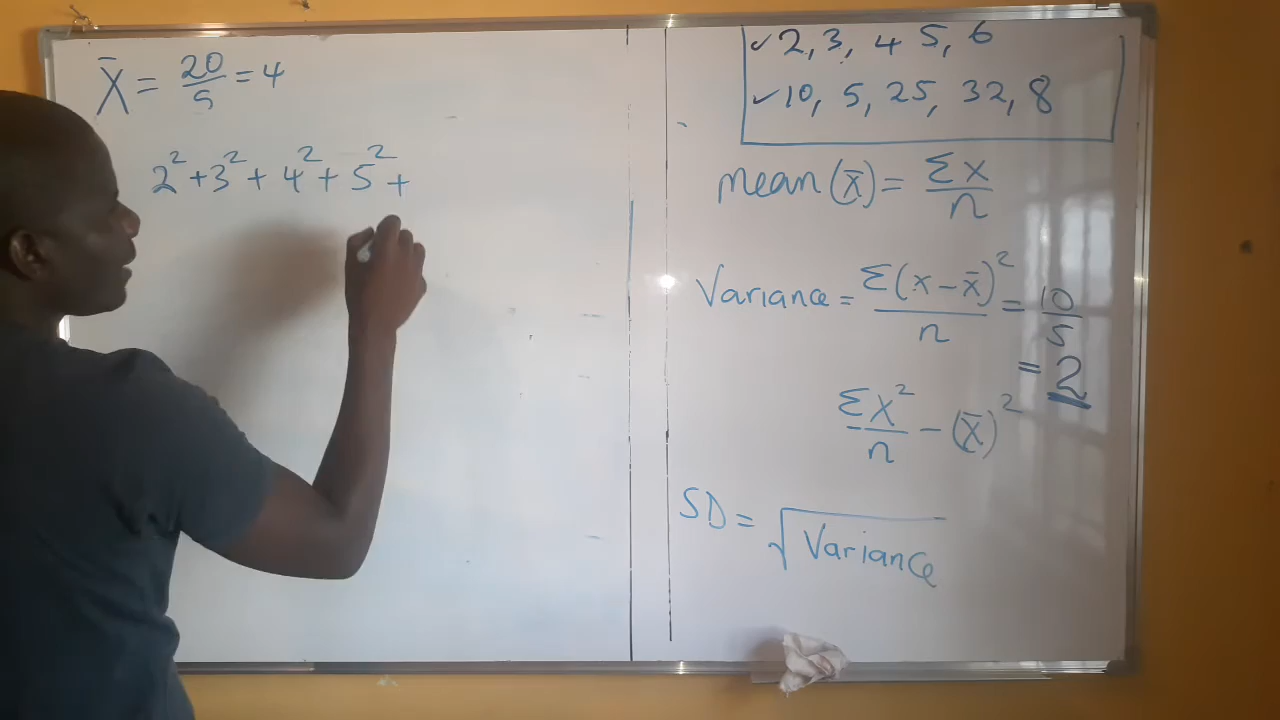 X̄ = 20/5 = 4
2² + 3² + 4² + 5² +
✓2, 3, 4 5, 6
✓10, 5, 25, 32, 8
mean (x̄) = Σx/n
Variance = Σ(x - x̄)²/n = 10/5
= 2
Σx²/n - (x̄)²
SD = √Variance